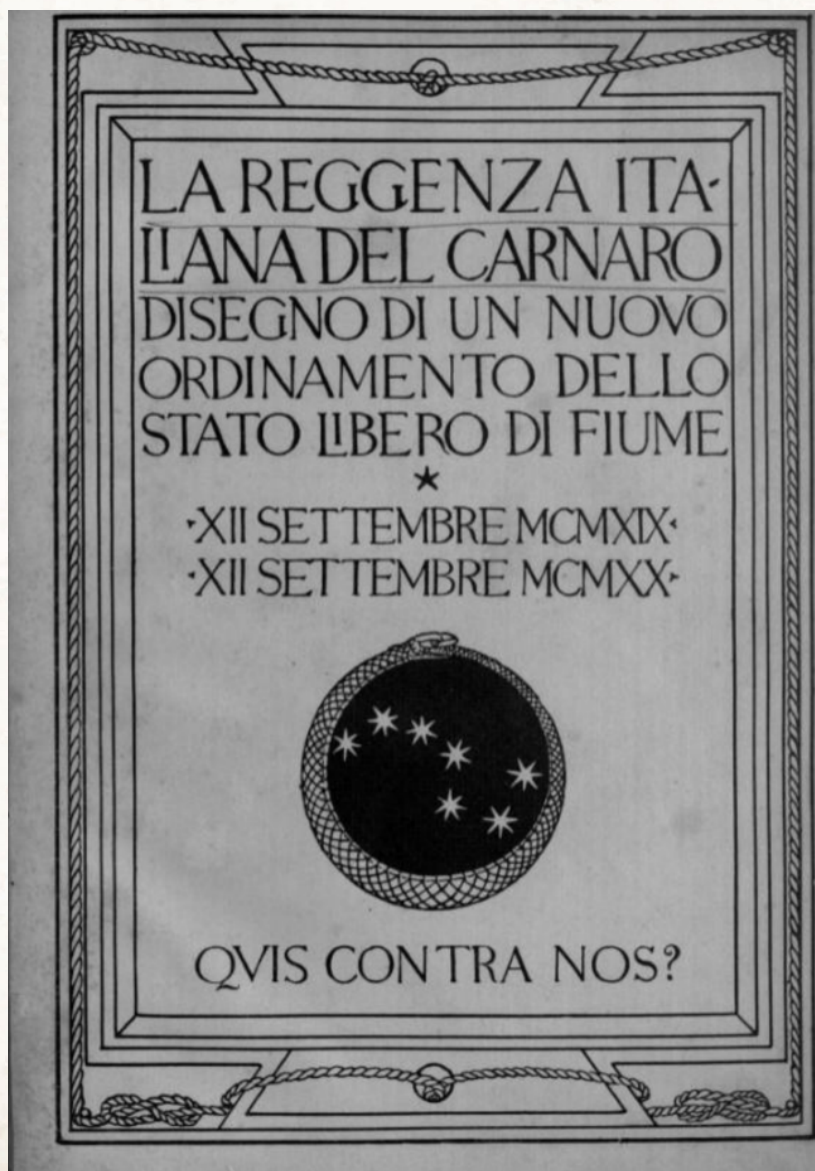 LA REGGENZA ITA-
LIANA DEL CARNARO
DISEGNO DI UN NUOVO
ORDINAMENTO DELLO
STATO LIBERO DI FIUME
★
·XII SETTEMBRE MCMXIX·
·XII SETTEMBRE MCMXX·
QVIS CONTRA NOS?